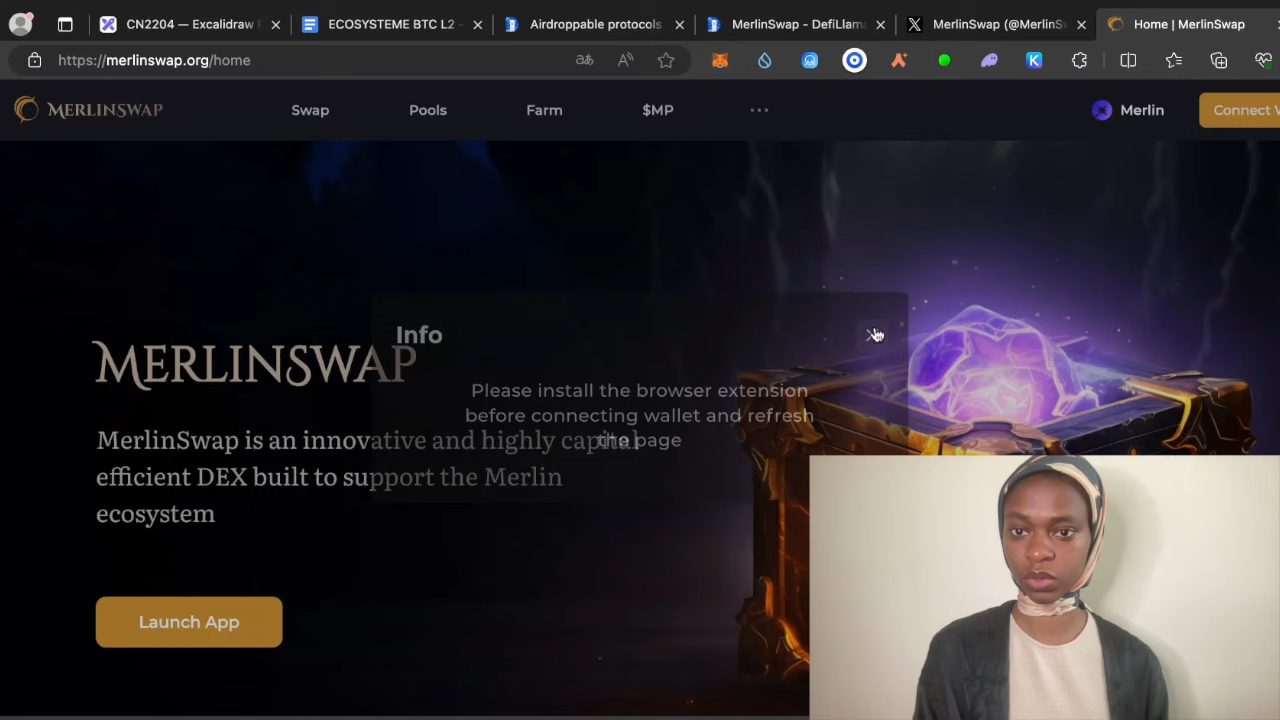 CN2204 — Excalidraw
ECOSYSTEME BTC L2 -
Airdroppable protocols
MerlinSwap - DefiLlam
MerlinSwap (@MerlinS
Home | MerlinSwap
https://merlinswap.org/home
MERLINSWAP
Swap
Pools
Farm
$MP
Merlin
Connect W
Info
MERLINSWAP
Please install the browser extension
before connecting wallet and refresh
the page
MerlinSwap is an innovative and highly capital
efficient DEX built to support the Merlin
ecosystem
Launch App